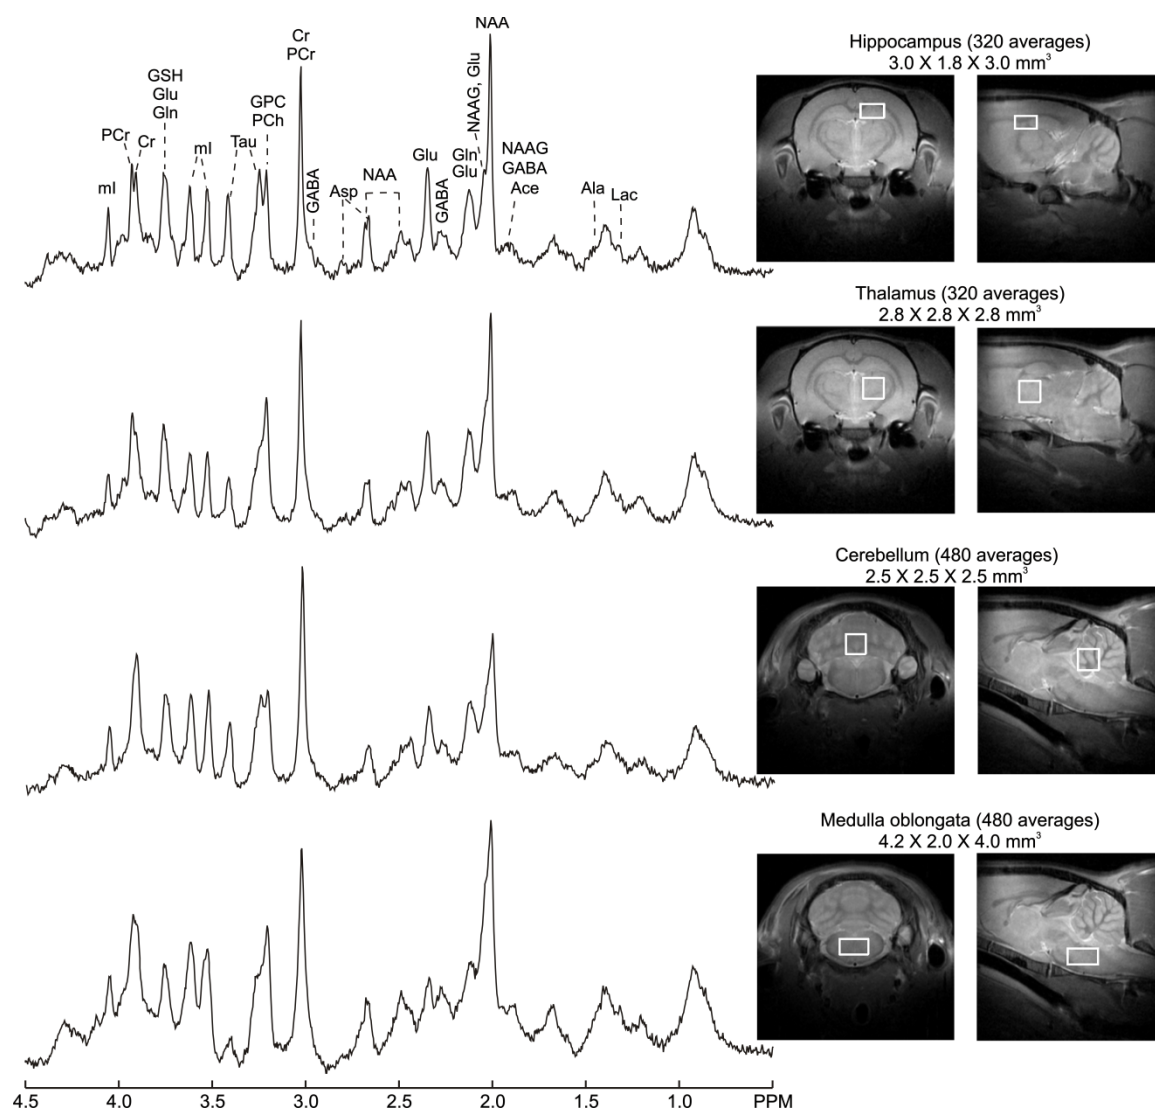 NAA
Cr
PCr
NAAG, Glu
GSH
Glu
Gln
GPC
PCh
PCr
Cr
mI
Tau
mI
GABA
Asp
NAA
Glu
GABA
Gln
Glu
NAAG
GABA
Ace
Ala
Lac
Hippocampus (320 averages)
3.0 X 1.8 X 3.0 mm³
Thalamus (320 averages)
2.8 X 2.8 X 2.8 mm³
Cerebellum (480 averages)
2.5 X 2.5 X 2.5 mm³
Medulla oblongata (480 averages)
4.2 X 2.0 X 4.0 mm³
4.5 4.0 3.5 3.0 2.5 2.0 1.5 1.0 PPM